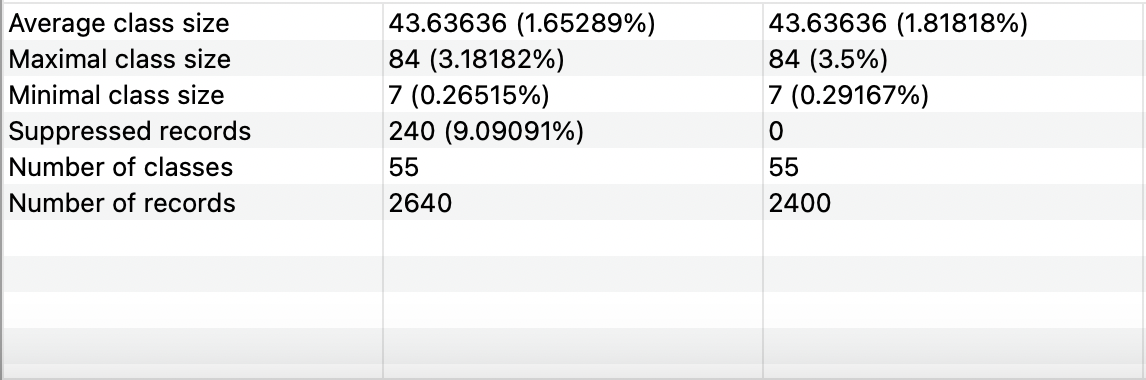 Average class size 43.63636 (1.65289%) 43.63636 (1.81818%)
Maximal class size 84 (3.18182%) 84 (3.5%)
Minimal class size 7 (0.26515%) 7 (0.29167%)
Suppressed records 240 (9.09091%) 0
Number of classes 55 55
Number of records 2640 2400